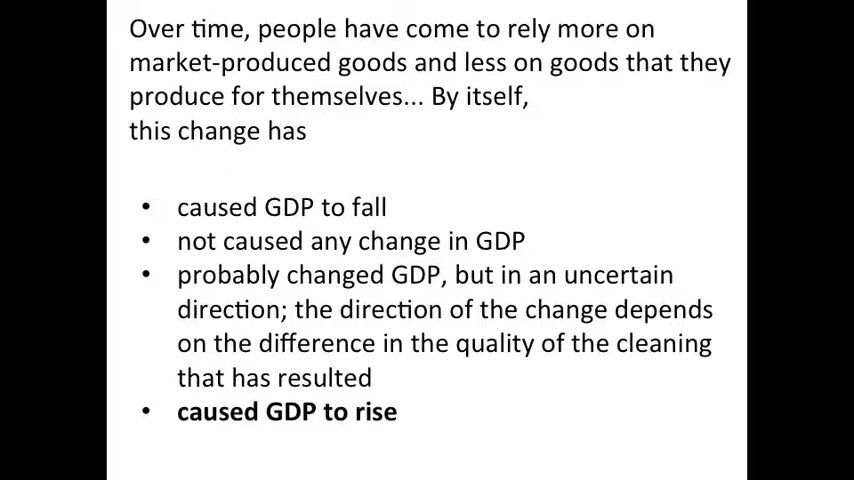 Over time, people have come to rely more on
market-produced goods and less on goods that they
produce for themselves... By itself,
this change has
• caused GDP to fall
• not caused any change in GDP
• probably changed GDP, but in an uncertain
direction; the direction of the change depends
on the difference in the quality of the cleaning
that has resulted
• caused GDP to rise